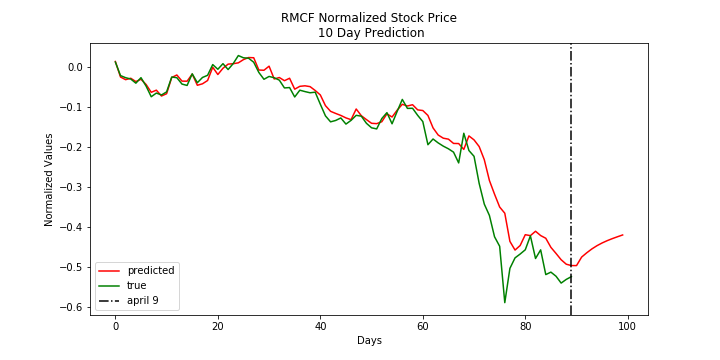 RMCF Normalized Stock Price
10 Day Prediction
Normalized Values
0.0
−0.1
−0.2
−0.3
−0.4
−0.5
−0.6
predicted
true
april 9
0 20 40 60 80 100
Days